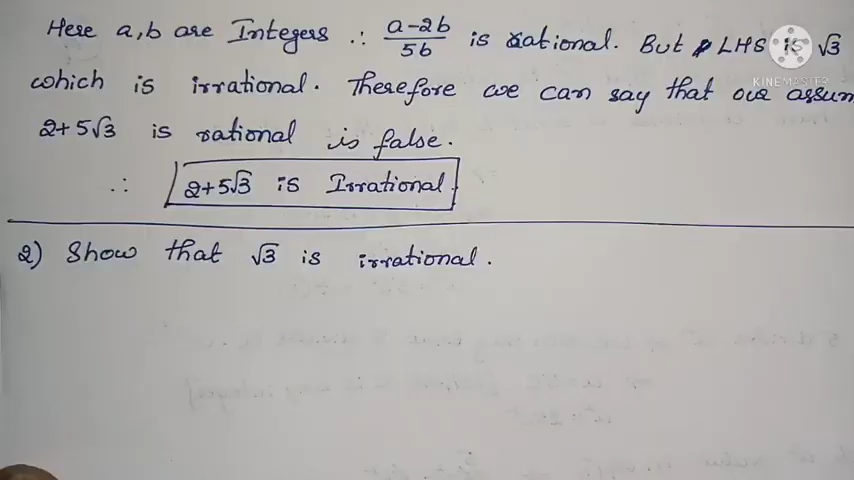 Here a, b are Integers ∴ (a-2b)/5b is rational. But LHS is √3
KINEMASTER
which is irrational. Therefore we can say that our assum
2+5√3 is rational is false.
∴ 2+5√3 is Irrational.
2) Show that √3 is irrational.